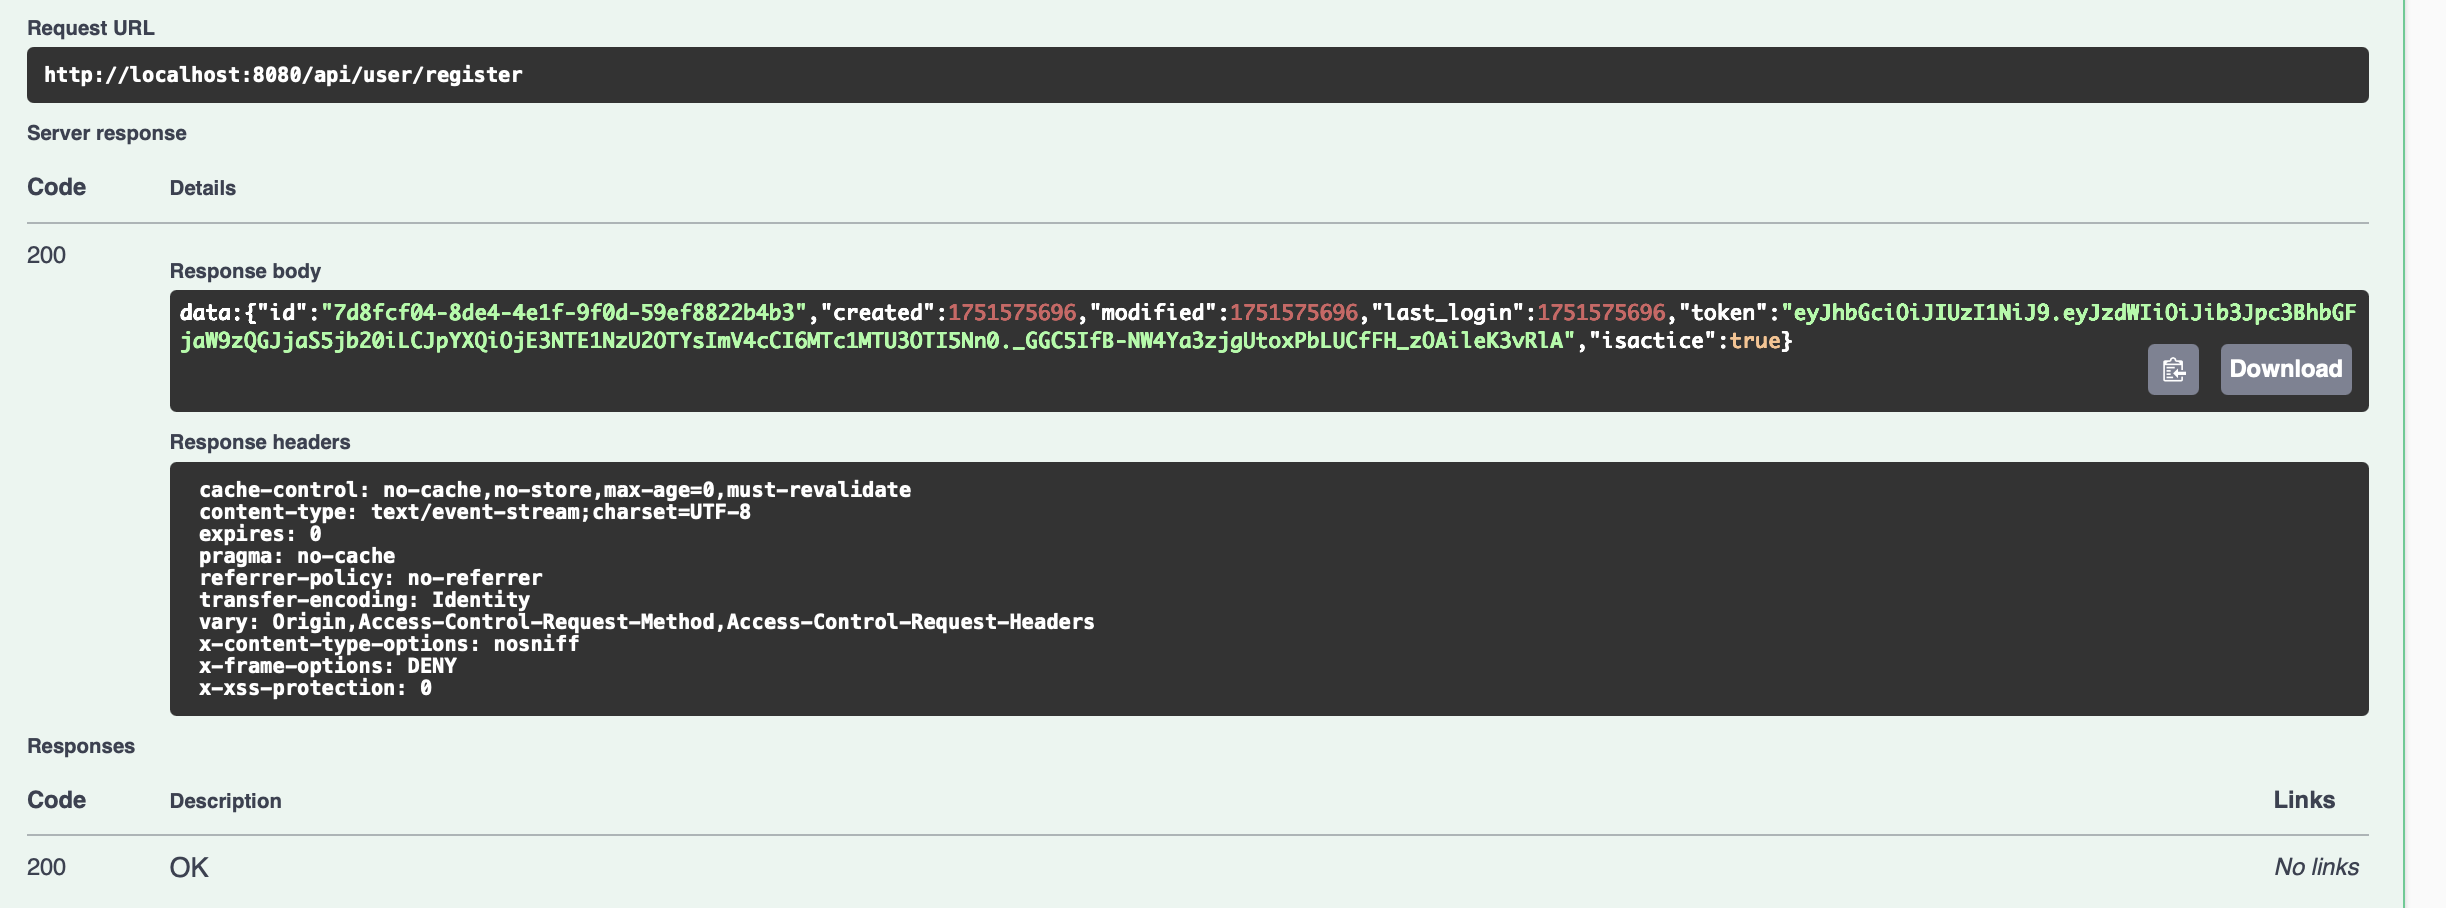 Request URL
http://localhost:8080/api/user/register
Server response
Code Details
200
Response body
data:{"id":"7d8fcf04-8de4-4e1f-9f0d-59ef8822b4b3","created":1751575696,"modified":1751575696,"last_login":1751575696,"token":"eyJhbGciOiJIUzI1NiJ9.eyJzdWIiOiJib3Jpc3BhbGF
jaW9zQGJjaS5jb20iLCJpYXQiOjE3NTE1NzU2OTYsImV4cCI6MTc1MTU3OTI5Nn0._GGC5IfB-NW4Ya3zjgUtoxPbLUCfFH_zOAileK3vRlA","isactice":true}
Download
Response headers
cache-control: no-cache,no-store,max-age=0,must-revalidate
content-type: text/event-stream;charset=UTF-8
expires: 0
pragma: no-cache
referrer-policy: no-referrer
transfer-encoding: Identity
vary: Origin,Access-Control-Request-Method,Access-Control-Request-Headers
x-content-type-options: nosniff
x-frame-options: DENY
x-xss-protection: 0
Responses
Code Description Links
200 OK No links